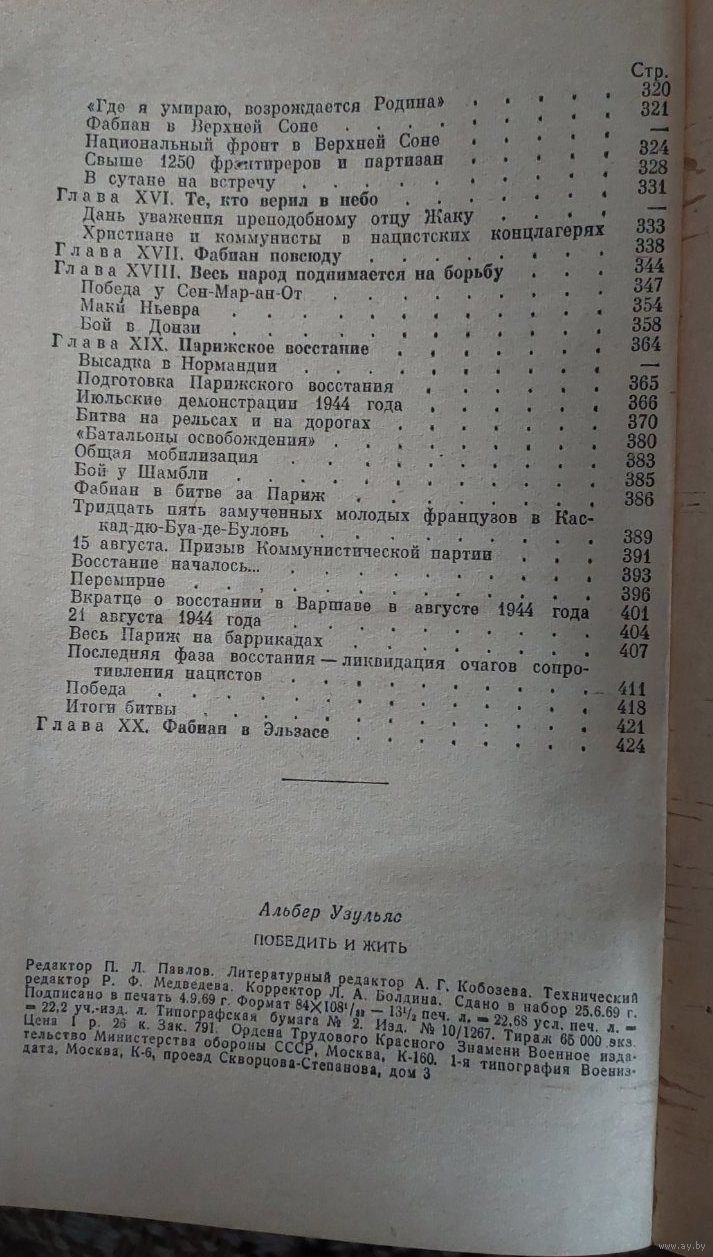 Стр.
«Где я умираю, возрождается Родина» . . . . . 320
Фабиан в Верхней Соне . . . . . . . 321
Национальный фронт в Верхней Соне . . . . . —
Свыше 1250 франтиреров и партизан . . . . . 324
В сутане на встречу . . . . . . . . 328
Глава XVI. Те, кто верил в небо . . . . . . 331
Дань уважения преподобному отцу Жаку . . . . —
Христиане и коммунисты в нацистских концлагерях 333
Глава XVII. Фабиан повсюду . . . . . . . 338
Глава XVIII. Весь народ поднимается на борьбу . . . 344
Победа у Сен-Мар-ан-От . . . . . . . 347
Маки Ньевра . . . . . . . . . . 354
Бой в Донзи . . . . . . . . . . 358
Глава XIX. Парижское восстание . . . . . . 364
Высадка в Нормандии . . . . . . . . —
Подготовка Парижского восстания . . . . . 365
Июльские демонстрации 1944 года . . . . . 366
Битва на рельсах и на дорогах . . . . . . 370
«Батальоны освобождения» . . . . . . . 380
Общая мобилизация . . . . . . . . 383
Бой у Шамбли . . . . . . . . . . 385
Фабиан в битве за Париж . . . . . . . 386
Тридцать пять замученных молодых французов в Кас-
кад-дю-Буа-де-Булонь . . . . . . . . 389
15 августа. Призыв Коммунистической партии . . . 391
Восстание началось... . . . . . . . . 393
Перемирие . . . . . . . . . . . 396
Вкратце о восстании в Варшаве в августе 1944 года 401
21 августа 1944 года . . . . . . . . 404
Весь Париж на баррикадах . . . . . . . 407
Последняя фаза восстания — ликвидация очагов сопро-
тивления нацистов . . . . . . . . 411
Победа . . . . . . . . . . . . 418
Итоги битвы . . . . . . . . . . 421
Глава XX. Фабиан в Эльзасе . . . . . . . 424
Альбер Узульяс
ПОБЕДИТЬ И ЖИТЬ
Редактор П. Л. Павлов. Литературный редактор А. Г. Кобозева. Технический
редактор Р. Ф. Медведева. Корректор Л. А. Болдина. Сдано в набор 25.6.69 г.
Подписано в печать 4.9.69 г. Формат 84×108¹/₃₂ — 13¹/₂ печ. л. = 22,68 усл. печ. л. =
= 22,2 уч.-изд. л. Типографская бумага № 2. Изд. № 10/1267. Тираж 65 000 экз.
Цена 1 р. 26 к. Зак. 791. Ордена Трудового Красного Знамени Военное изда-
тельство Министерства обороны СССР, Москва, К-160. 1-я типография Воениз-
дата, Москва, К-6, проезд Скворцова-Степанова, дом 3
www.ay.by